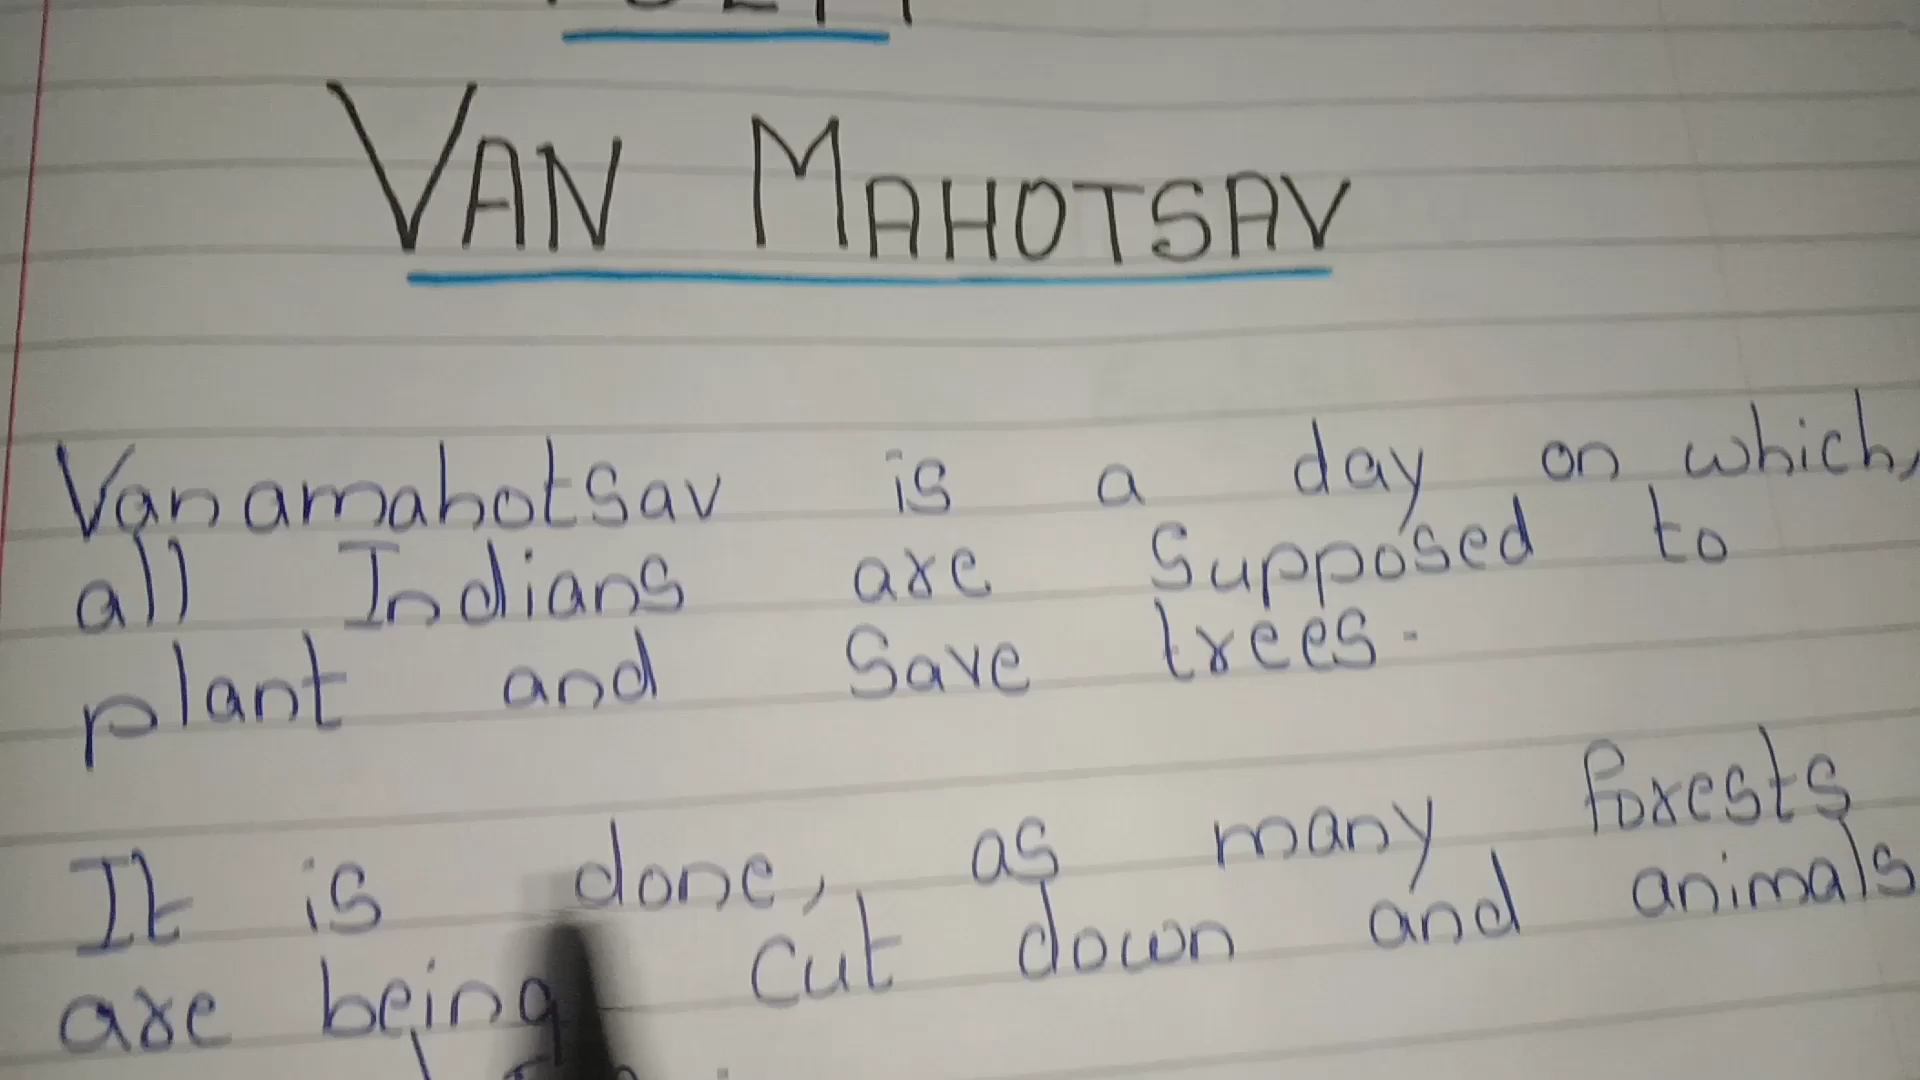 VAN MAHOTSAV
Vanamahotsav is a day on which,
all Indians are supposed to
plant and save trees.
It is done, as many forests
are being cut down and animals